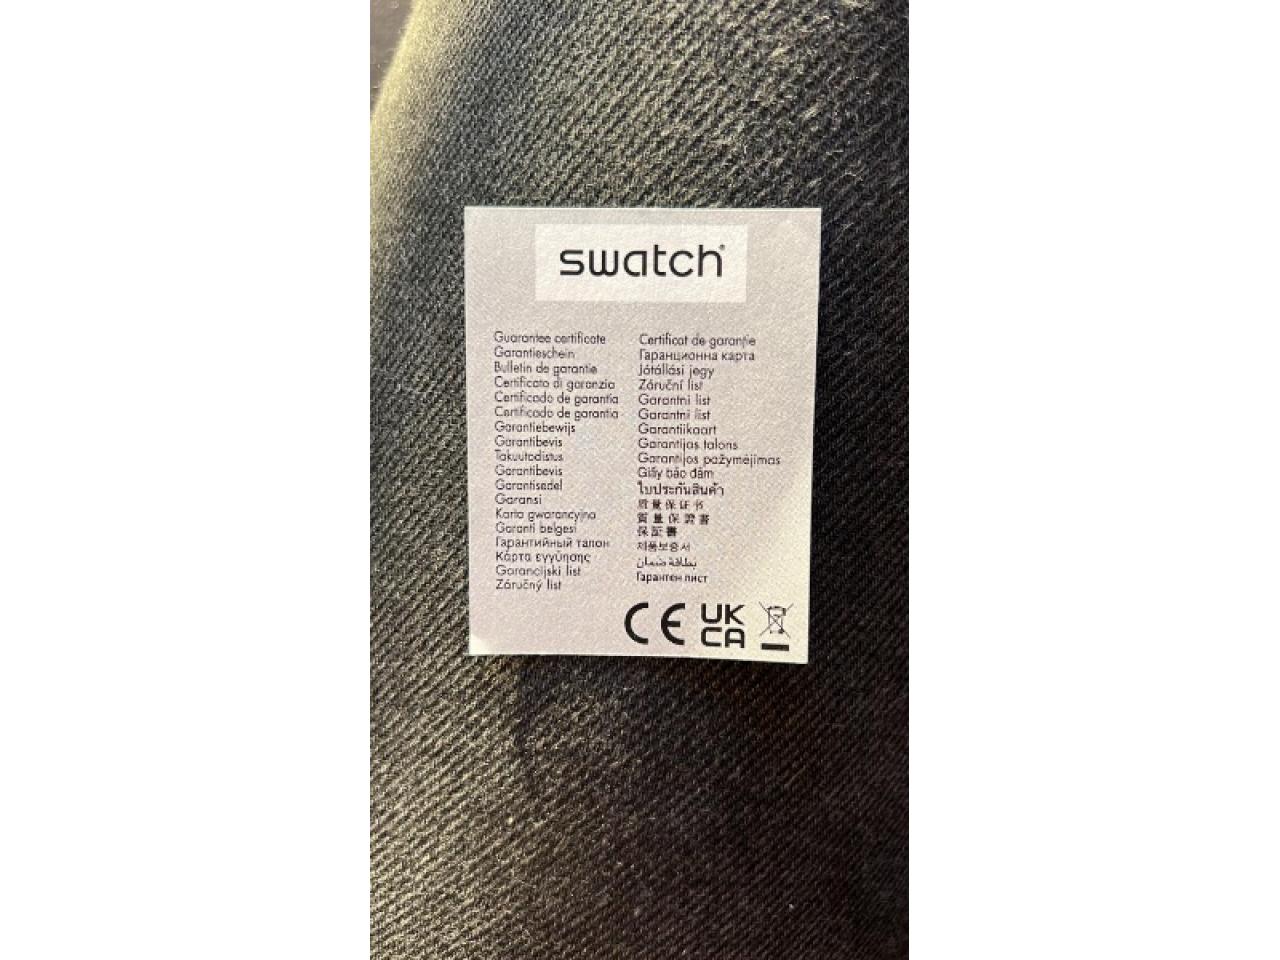 swatch®
Guarantee certificate
Garantieschein
Bulletin de garantie
Certificato di garanzia
Certificado de garantía
Certificado de garantia
Garantiebewijs
Garantibevis
Takuutodistus
Garantibevis
Garantisedel
Garansi
Karta gwarancyjna
Garanti belgesi
Гарантийный талон
Κάρτα εγγύησης
Garancijski list
Záručný list
Certificat de garanție
Гаранционна карта
Jótállási jegy
Záruční list
Garantni list
Garantni list
Garantiikaart
Garantijas talons
Garantijos pažymėjimas
Giấy bảo đảm
ใบประกันสินค้า
质量保证书
質量保證書
保証書
제품보증서
بطاقة ضمان
Гарантен лист
CE UK
CA